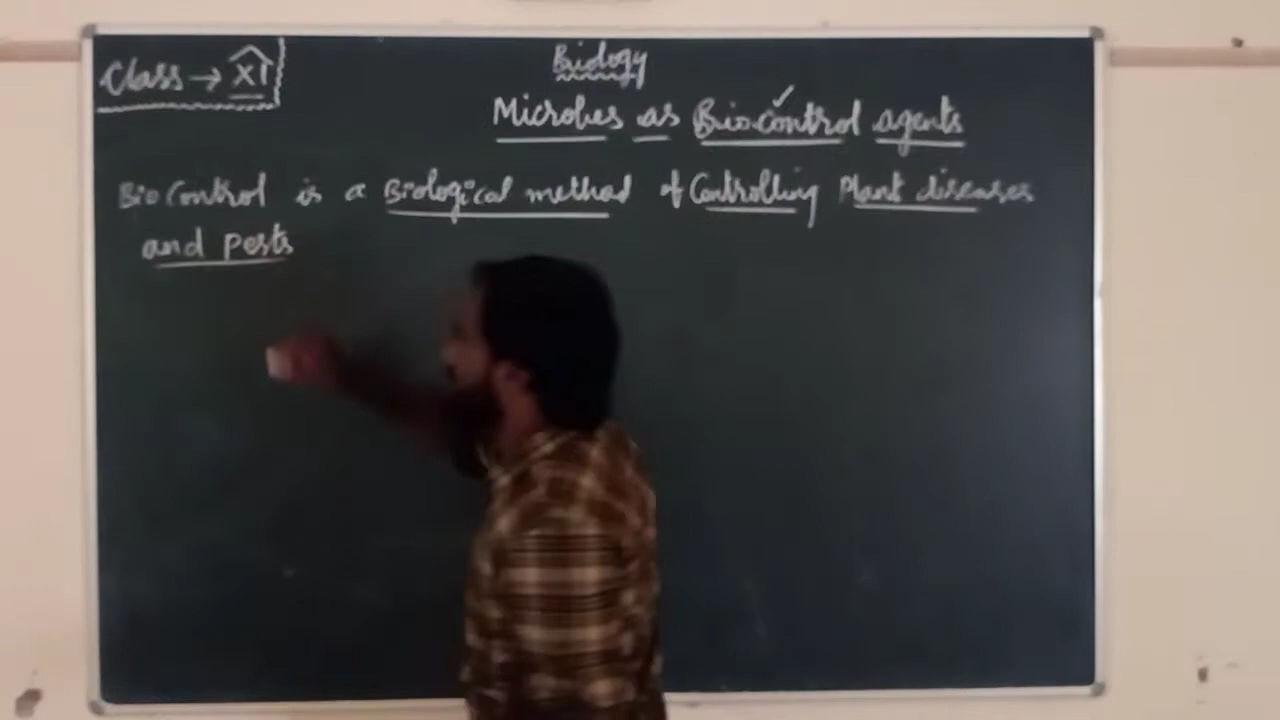 Class → XI
Biology
Microbes as Biocontrol agents
BioControl is a Biological method of Controlling Plant diseases
and pests